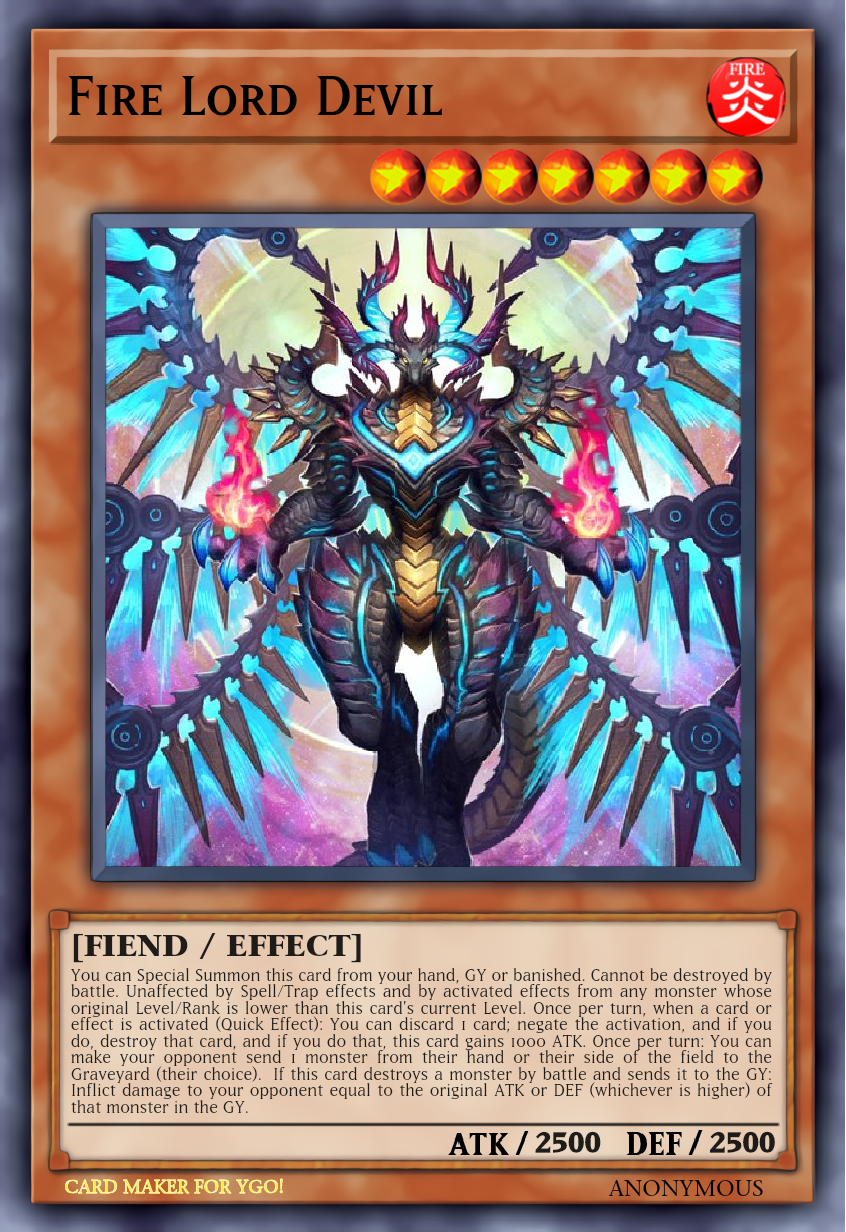 Fire Lord Devil
FIRE
炎
[FIEND / EFFECT]
You can Special Summon this card from your hand, GY or banished. Cannot be destroyed by
battle. Unaffected by Spell/Trap effects and by activated effects from any monster whose
original Level/Rank is lower than this card's current Level. Once per turn, when a card or
effect is activated (Quick Effect): You can discard 1 card; negate the activation, and if you
do, destroy that card, and if you do that, this card gains 1000 ATK. Once per turn: You can
make your opponent send 1 monster from their hand or their side of the field to the
Graveyard (their choice). If this card destroys a monster by battle and sends it to the GY:
Inflict damage to your opponent equal to the original ATK or DEF (whichever is higher) of
that monster in the GY.
ATK / 2500 DEF / 2500
CARD MAKER FOR YGO! ANONYMOUS